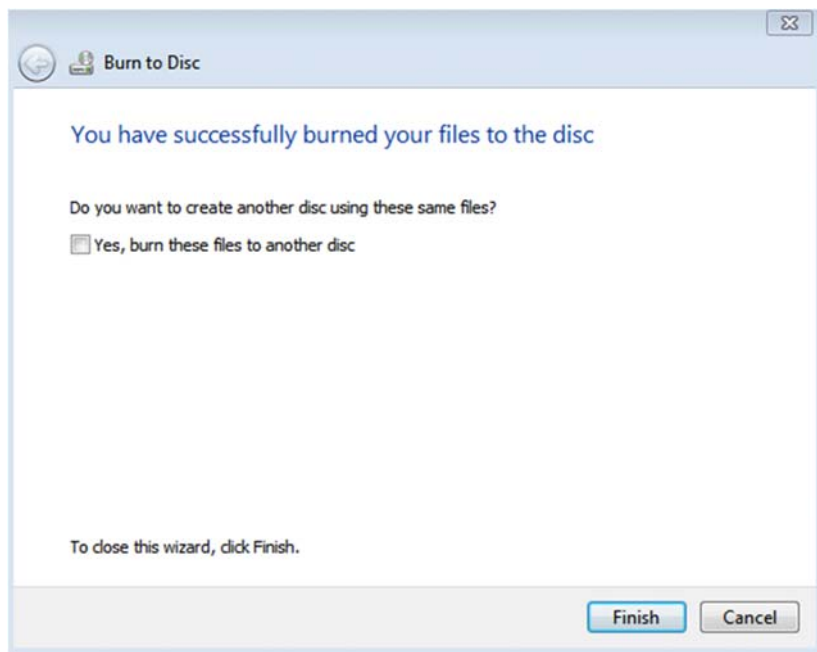 Burn to Disc
You have successfully burned your files to the disc
Do you want to create another disc using these same files?
Yes, burn these files to another disc
To close this wizard, click Finish.
Finish
Cancel